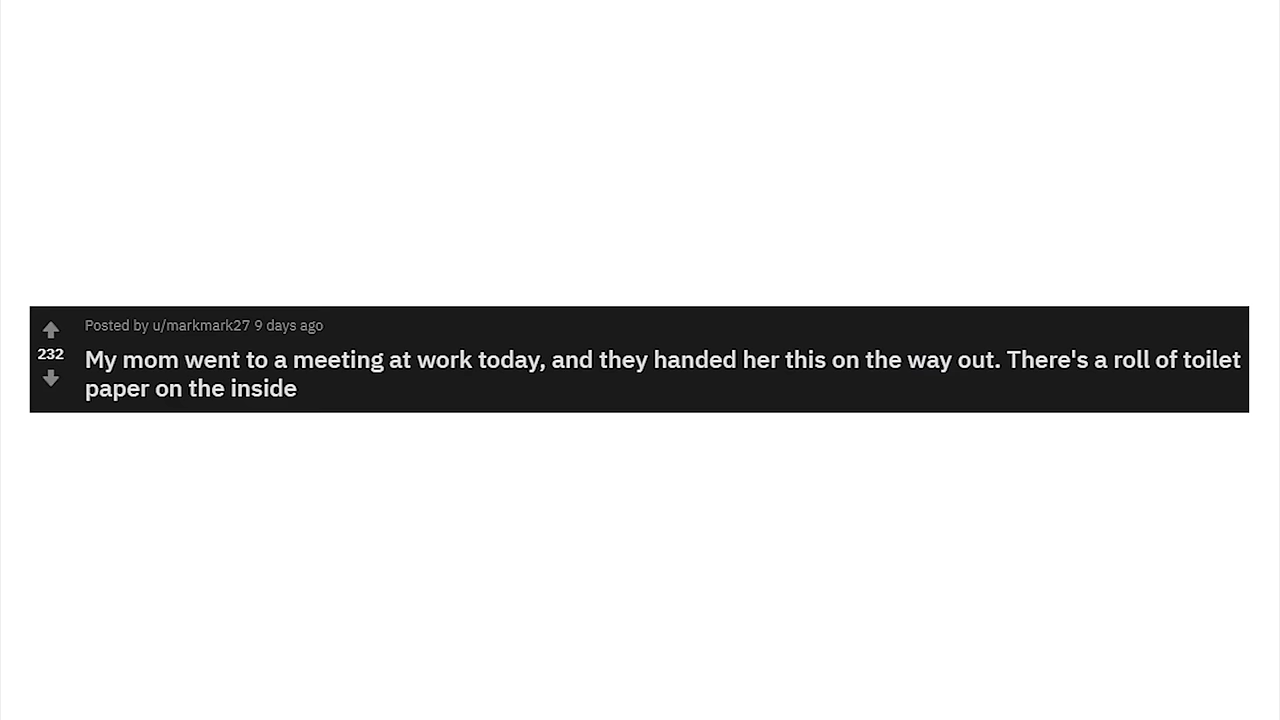 Posted by u/markmark27 9 days ago
232
My mom went to a meeting at work today, and they handed her this on the way out. There's a roll of toilet
paper on the inside